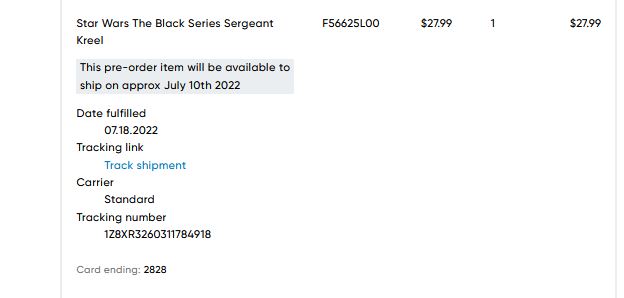 Star Wars The Black Series Sergeant Kreel F56625L00 $27.99 1 $27.99
This pre-order item will be available to
ship on approx July 10th 2022
Date fulfilled
07.18.2022
Tracking link
Track shipment
Carrier
Standard
Tracking number
1Z8XR3260311784918
Card ending: 2828